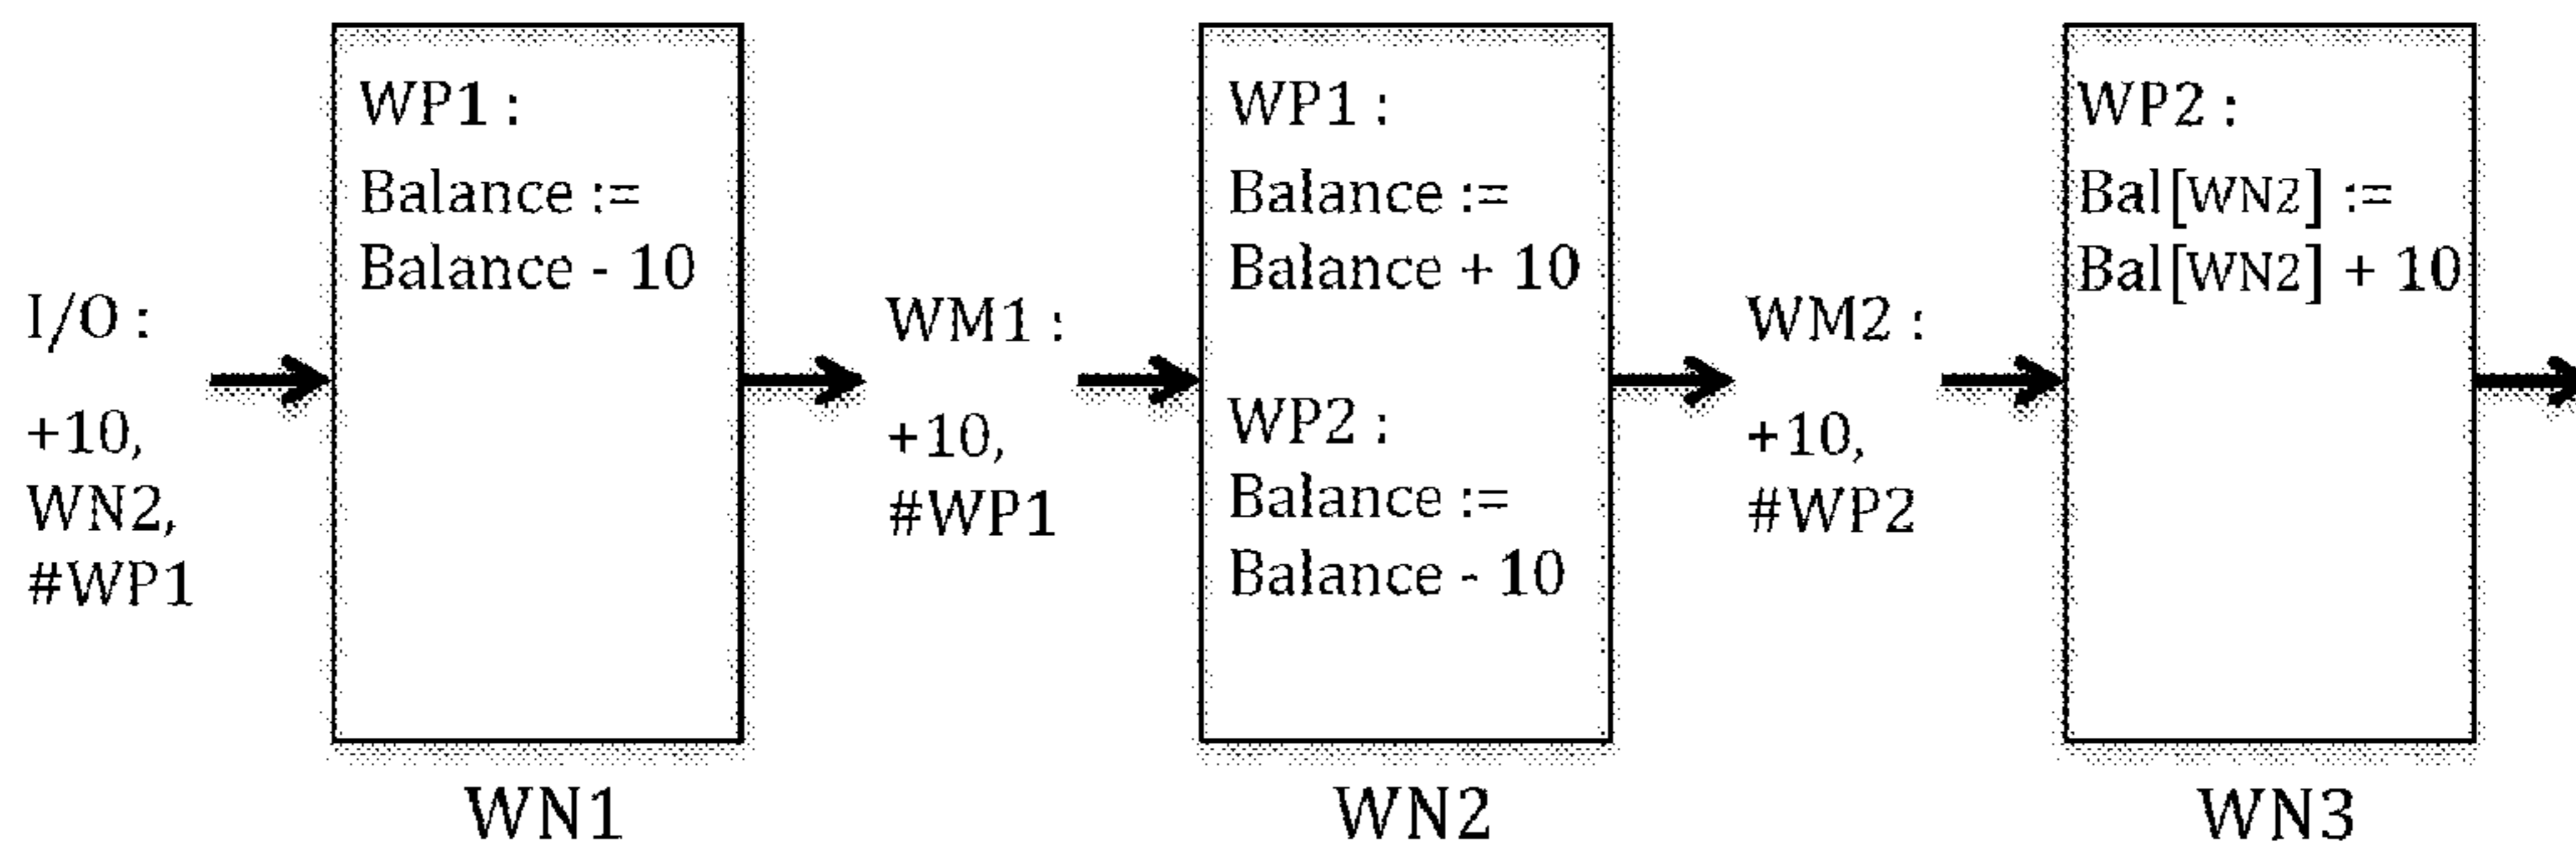 I/O :
+10,
WN2,
#WP1
WP1 :
Balance :=
Balance - 10
WN1
WM1 :
+10,
#WP1
WP1 :
Balance :=
Balance + 10
WP2 :
Balance :=
Balance - 10
WN2
WM2 :
+10,
#WP2
WP2 :
Bal[WN2] :=
Bal[WN2] + 10
WN3